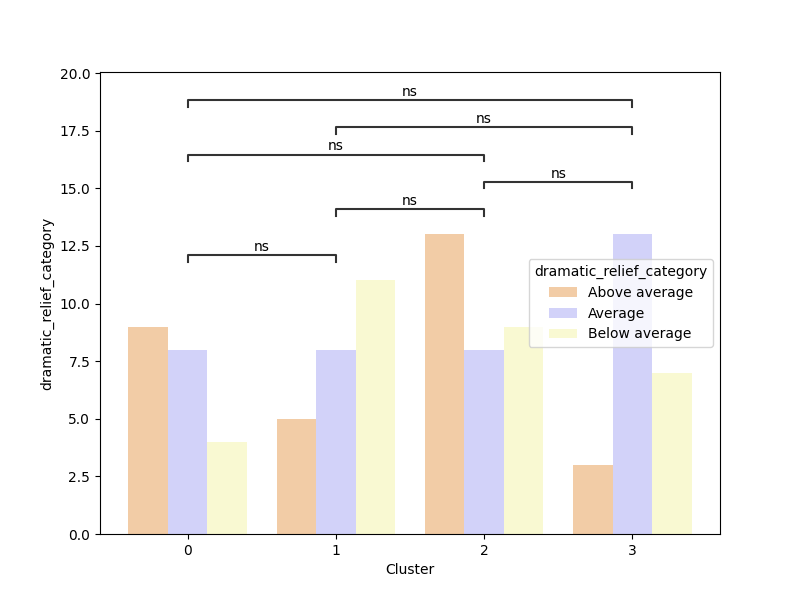 20.0
17.5
15.0
12.5
10.0
7.5
5.0
2.5
0.0
dramatic_relief_category
ns
ns
ns
ns
ns
ns
dramatic_relief_category
Above average
Average
Below average
0 1 2 3
Cluster